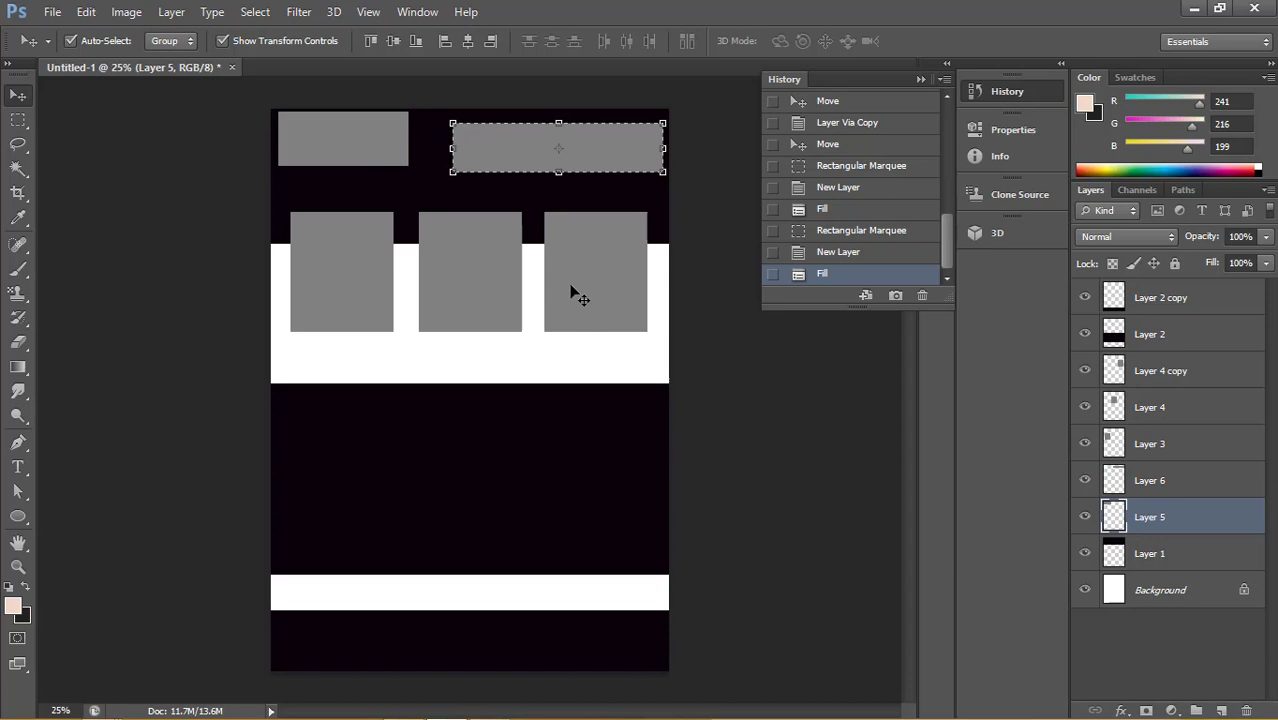 Ps File Edit Image Layer Type Select Filter 3D View Window Help
Auto-Select: Group Show Transform Controls 3D Mode: Essentials
Untitled-1 @ 25% (Layer 5, RGB/8) * ×
History
Move
Layer Via Copy
Move
Rectangular Marquee
New Layer
Fill
Rectangular Marquee
New Layer
Fill
History
Properties
Info
Clone Source
3D
Color Swatches
R 241
G 216
B 199
Layers Channels Paths
Kind
Normal Opacity: 100%
Lock: Fill: 100%
Layer 2 copy
Layer 2
Layer 4 copy
Layer 4
Layer 3
Layer 6
Layer 5
Layer 1
Background
25% Doc: 11.7M/13.6M